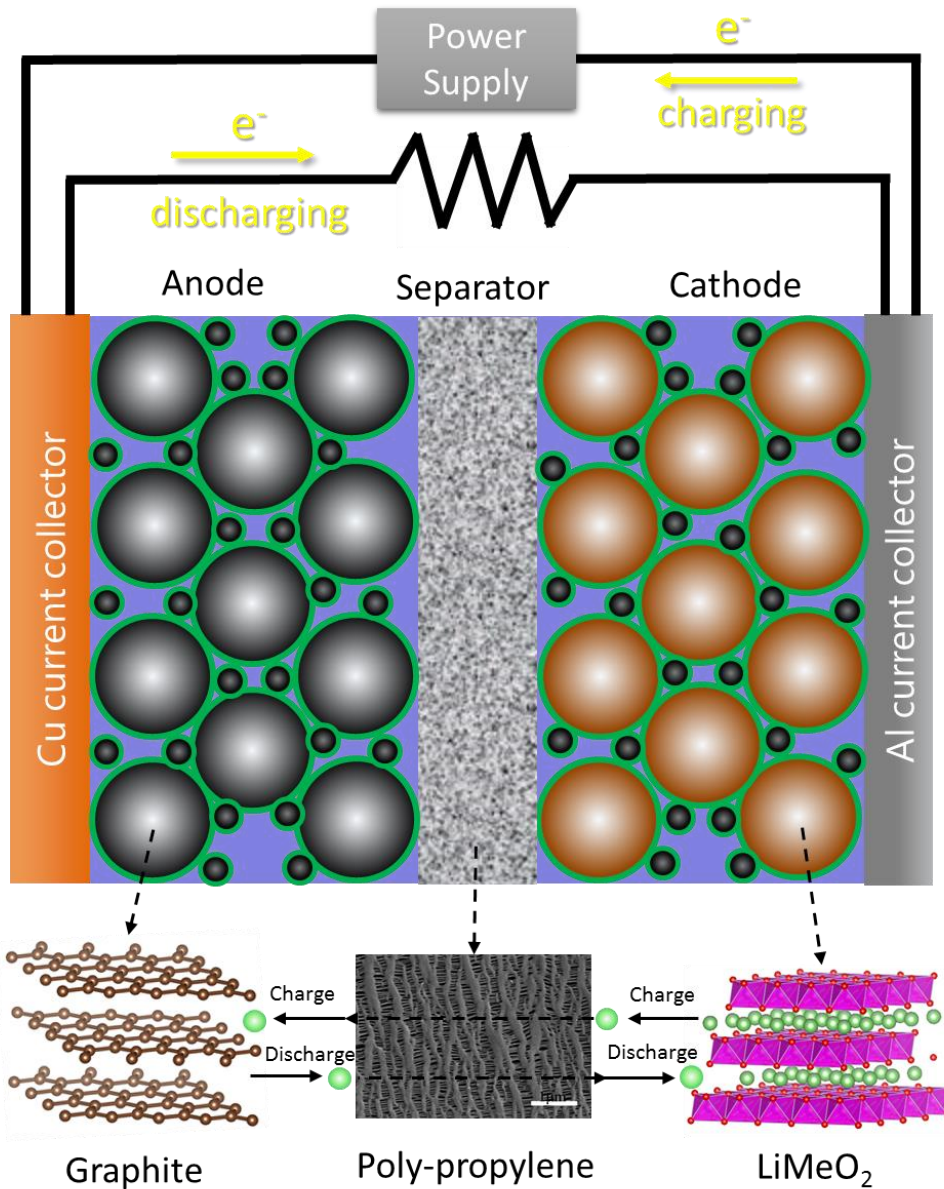 Power
Supply
e-
charging
e-
discharging
Anode
Separator
Cathode
Cu current collector
Al current collector
Charge
Charge
Discharge
Discharge
Graphite
Poly-propylene
LiMeO2